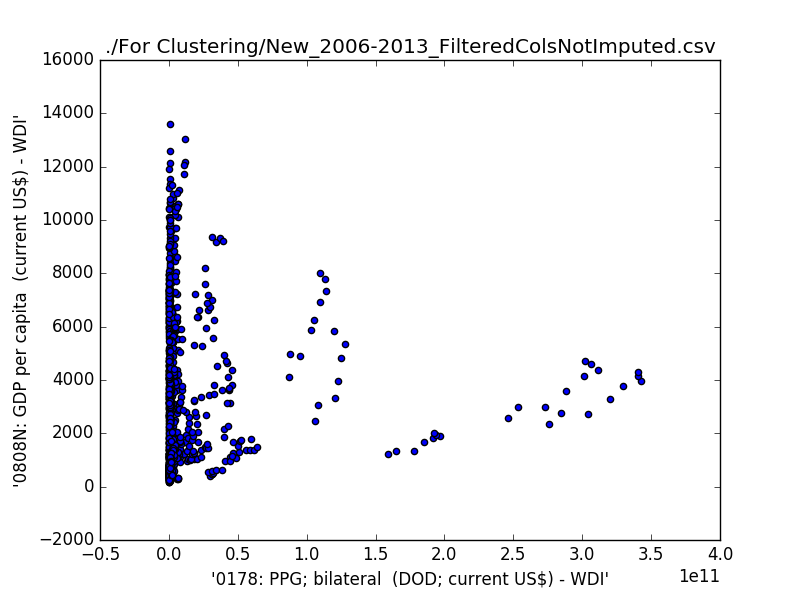 ./For Clustering/New_2006-2013_FilteredColsNotImputed.csv
16000
14000
12000
10000
8000
6000
4000
2000
0
−2000
'0808N: GDP per capita  (current US$) - WDI'
−0.5 0.0 0.5 1.0 1.5 2.0 2.5 3.0 3.5 4.0
1e11
'0178: PPG; bilateral  (DOD; current US$) - WDI'